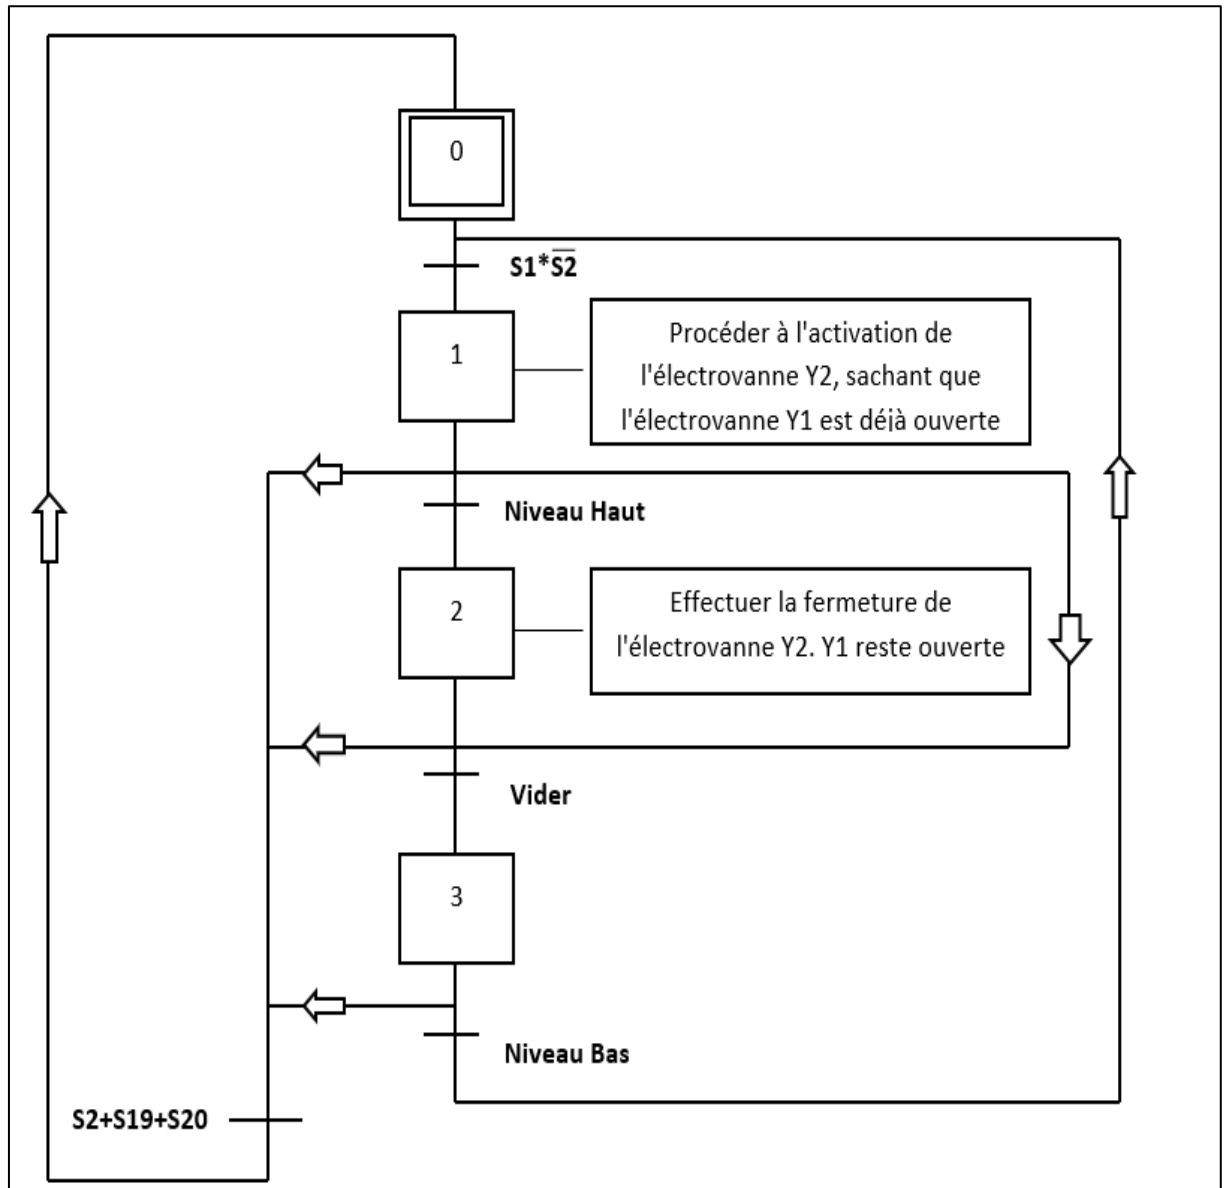 0
S1*S̅2̅
1
Procéder à l'activation de
l'électrovanne Y2, sachant que
l'électrovanne Y1 est déjà ouverte
Niveau Haut
2
Effectuer la fermeture de
l'électrovanne Y2. Y1 reste ouverte
Vider
3
Niveau Bas
S2+S19+S20